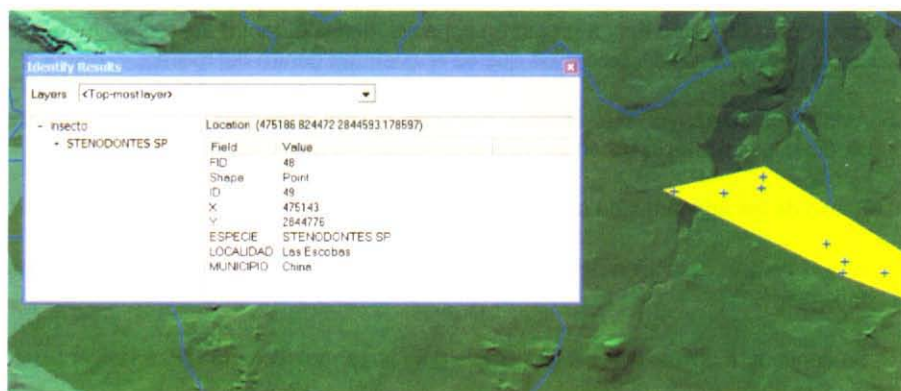 Identify Results
Layers <Top-most layer>
- insecto
+ STENODONTES SP
Location: (475186.824472 2844593.178597)
Field Value
FID 48
Shape Point
ID 49
X 475143
Y 2844776
ESPECIE STENODONTES SP
LOCALIDAD Las Escobas
MUNICIPIO China